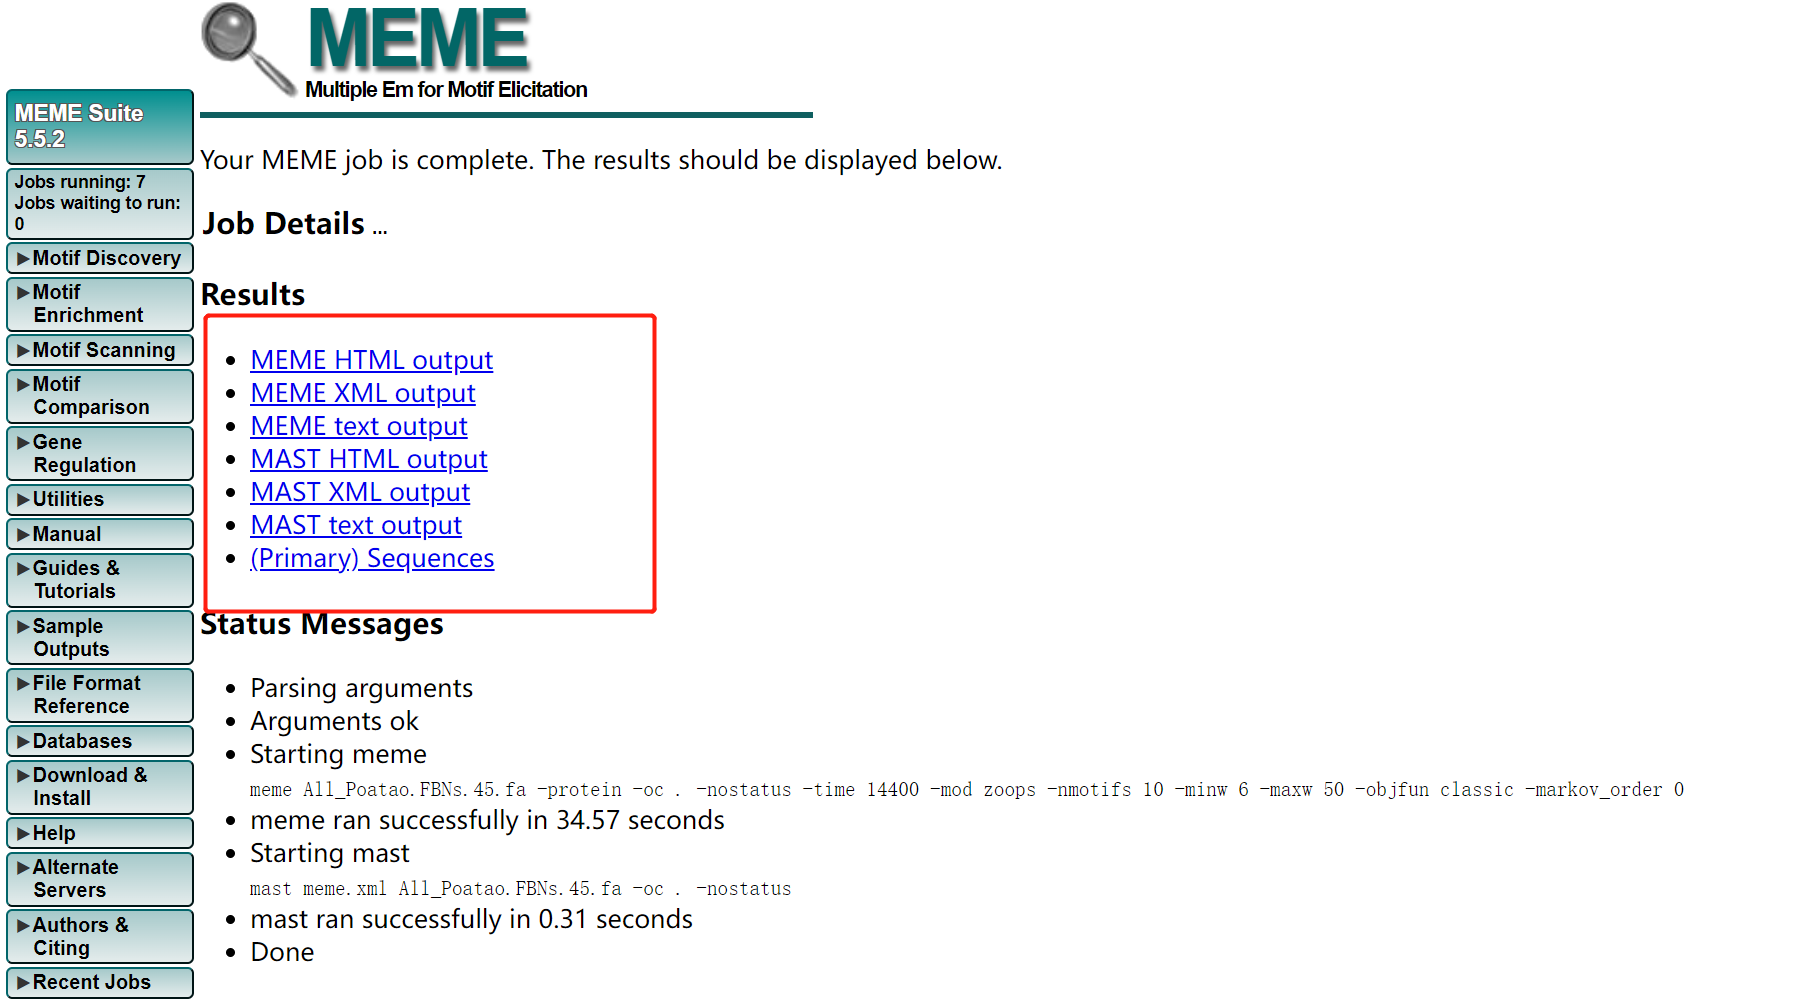 MEME
Multiple Em for Motif Elicitation
MEME Suite
5.5.2
Jobs running: 7
Jobs waiting to run:
0
►Motif Discovery
►Motif
Enrichment
►Motif Scanning
►Motif
Comparison
►Gene
Regulation
►Utilities
►Manual
►Guides &
Tutorials
►Sample
Outputs
►File Format
Reference
►Databases
►Download &
Install
►Help
►Alternate
Servers
►Authors &
Citing
►Recent Jobs
Your MEME job is complete. The results should be displayed below.
Job Details ...
Results
• MEME HTML output
• MEME XML output
• MEME text output
• MAST HTML output
• MAST XML output
• MAST text output
• (Primary) Sequences
Status Messages
• Parsing arguments
• Arguments ok
• Starting meme
meme All_Poatao.FBNs.45.fa -protein -oc . -nostatus -time 14400 -mod zoops -nmotifs 10 -minw 6 -maxw 50 -objfun classic -markov_order 0
• meme ran successfully in 34.57 seconds
• Starting mast
mast meme.xml All_Poatao.FBNs.45.fa -oc . -nostatus
• mast ran successfully in 0.31 seconds
• Done